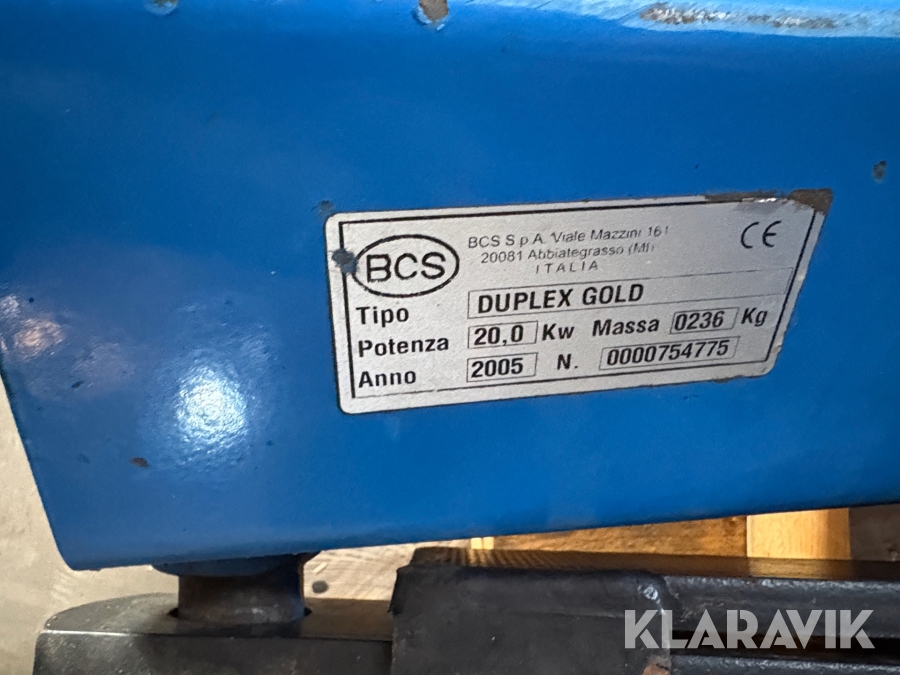 BCS
BCS S.p.A. Viale Mazzini 161
20081 Abbiategrasso (MI)
ITALIA
CE
Tipo DUPLEX GOLD
Potenza 20,0 Kw Massa 0236 Kg
Anno 2005 N. 0000754775
KLARAVIK